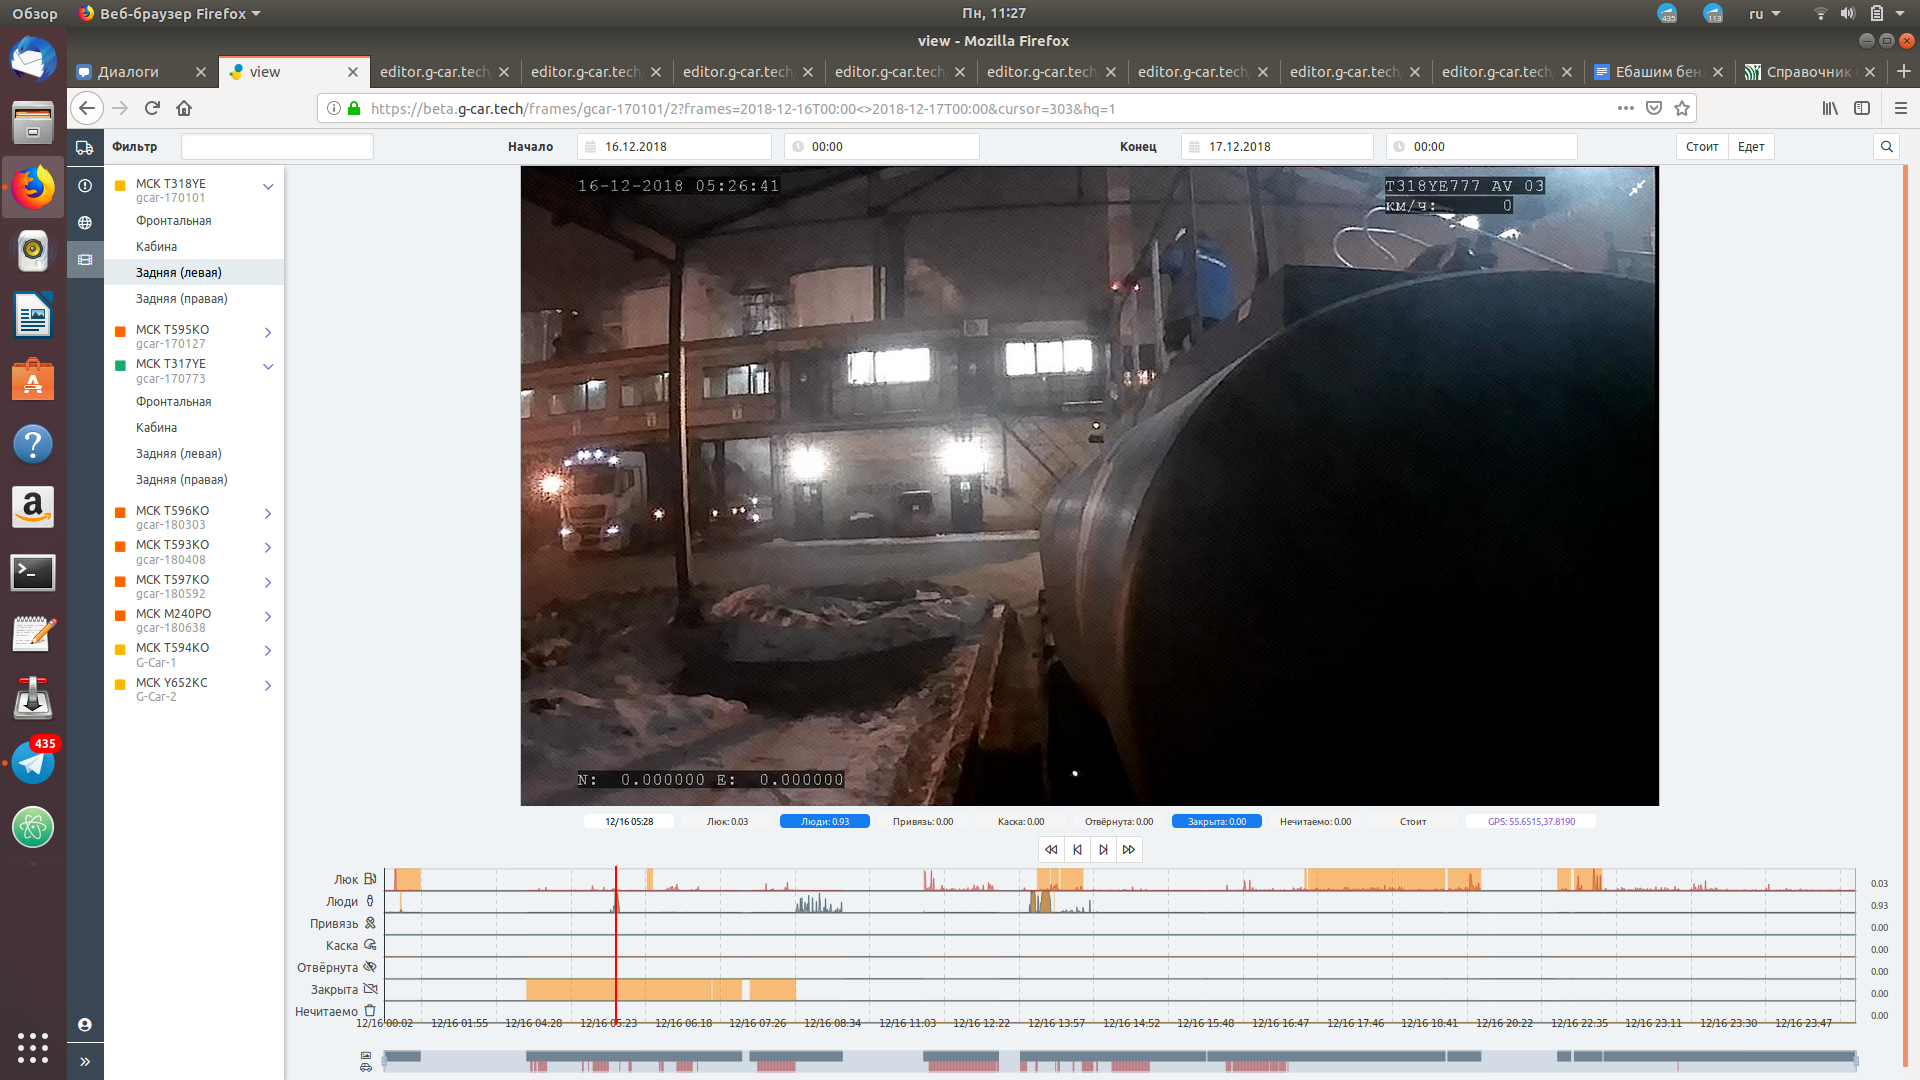 Обзор Веб-браузер Firefox Пн, 11:27 435 113 ru
view - Mozilla Firefox
Диалоги view editor.g-car.tech editor.g-car.tech editor.g-car.tech editor.g-car.tech editor.g-car.tech editor.g-car.tech editor.g-car.tech editor.g-car.tech Ебашим бенз Справочник
https://beta.g-car.tech/frames/gcar-170101/2?frames=2018-12-16T00:00<>2018-12-17T00:00&cursor=303&hq=1
Фильтр Начало 16.12.2018 00:00 Конец 17.12.2018 00:00 Стоит Едет
МСК T318YE
gcar-170101
Фронтальная
Кабина
Задняя (левая)
Задняя (правая)
МСК T595KO
gcar-170127
МСК T317YE
gcar-170773
Фронтальная
Кабина
Задняя (левая)
Задняя (правая)
МСК T596KO
gcar-180303
МСК T593KO
gcar-180408
МСК T597KO
gcar-180592
МСК M240PO
gcar-180638
МСК T594KO
G-Car-1
МСК Y652KC
G-Car-2
435
16-12-2018 05:26:41
T318YE777 AV 03
КМ/Ч: 0
N: 0.000000 E: 0.000000
12/16 05:28 Люк: 0.03 Люди: 0.93 Привязь: 0.00 Каска: 0.00 Отвёрнута: 0.00 Закрыта: 0.00 Нечитаемо: 0.00 Стоит GPS: 55.6515,37.8190
Люк 0.03
Люди 0.93
Привязь 0.00
Каска 0.00
Отвёрнута 0.00
Закрыта 0.00
Нечитаемо 0.00
12/16 00:02 12/16 01:55 12/16 04:28 12/16 05:23 12/16 06:18 12/16 07:26 12/16 08:34 12/16 11:03 12/16 12:22 12/16 13:57 12/16 14:52 12/16 15:48 12/16 16:47 12/16 17:46 12/16 18:41 12/16 20:22 12/16 22:35 12/16 23:11 12/16 23:30 12/16 23:47